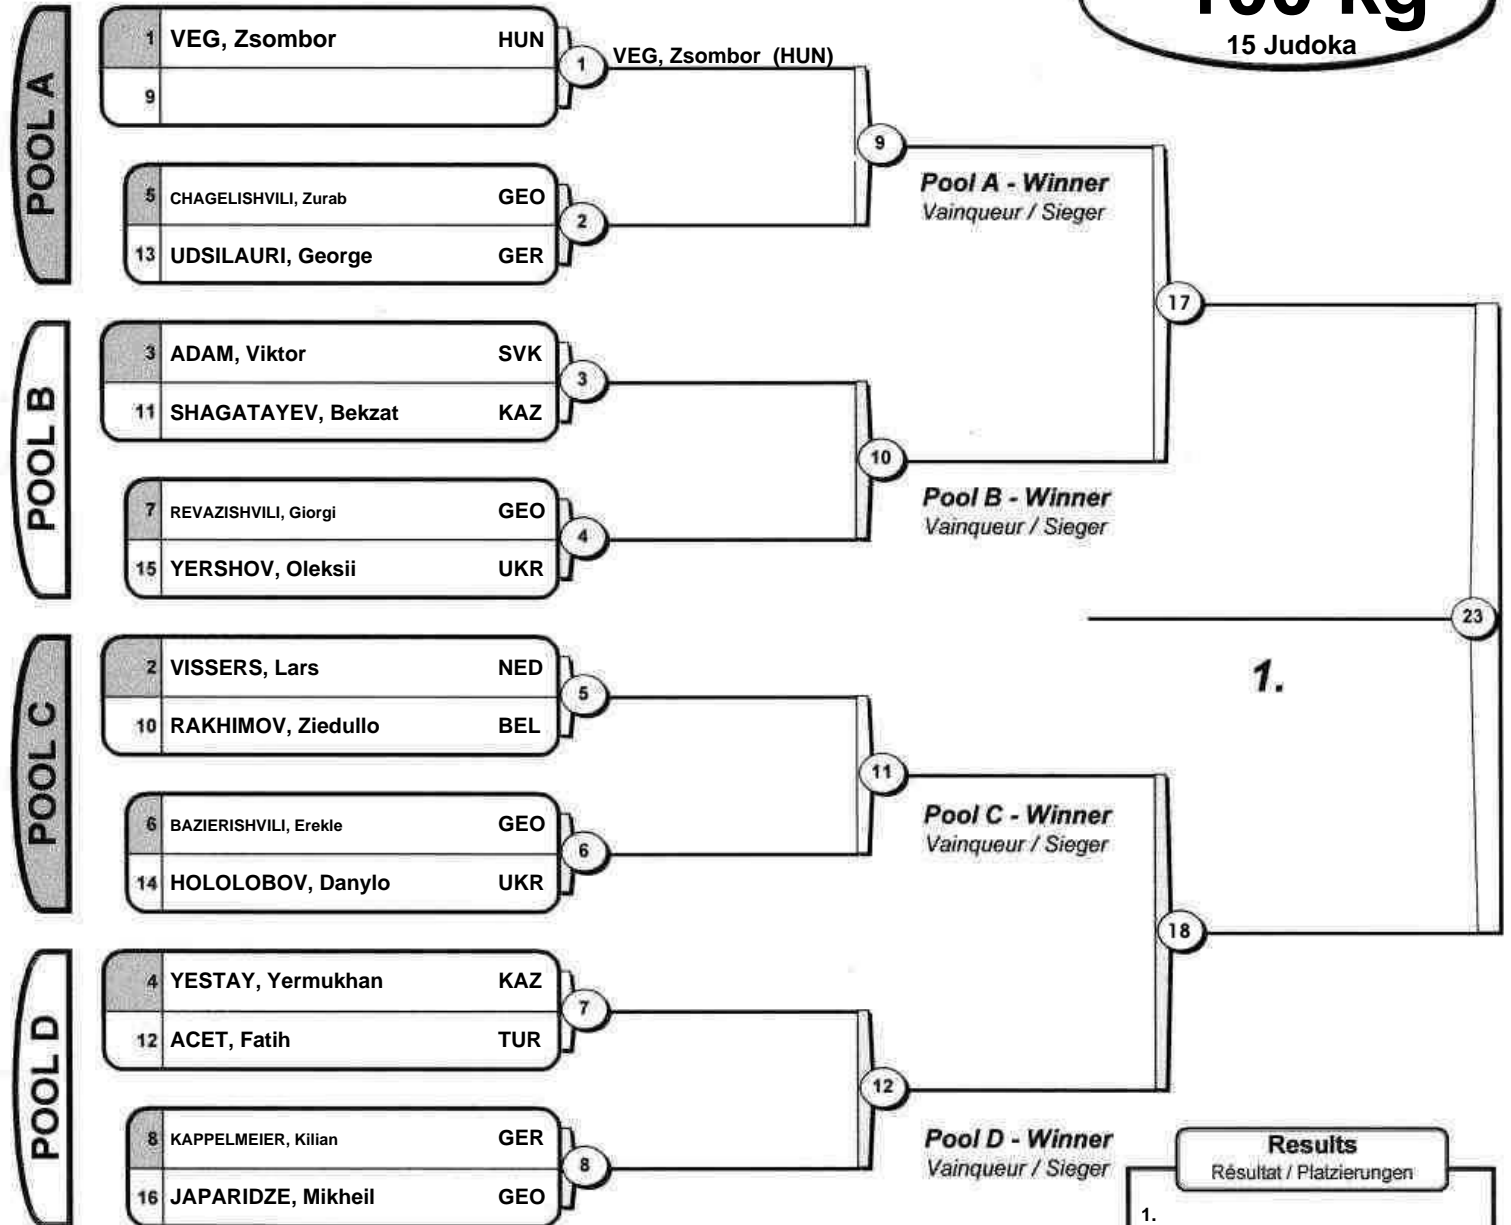 100 kg
15 Judoka
POOL A
1 VEG, Zsombor HUN
9
1
VEG, Zsombor (HUN)
5 CHAGELISHVILI, Zurab GEO
13 UDSILAURI, George GER
2
9
Pool A - Winner
Vainqueur / Sieger
17
POOL B
3 ADAM, Viktor SVK
11 SHAGATAYEV, Bekzat KAZ
3
7 REVAZISHVILI, Giorgi GEO
15 YERSHOV, Oleksii UKR
4
10
Pool B - Winner
Vainqueur / Sieger
23
1.
POOL C
2 VISSERS, Lars NED
10 RAKHIMOV, Ziedullo BEL
5
6 BAZIERISHVILI, Erekle GEO
14 HOLOLOBOV, Danylo UKR
6
11
Pool C - Winner
Vainqueur / Sieger
18
POOL D
4 YESTAY, Yermukhan KAZ
12 ACET, Fatih TUR
7
8 KAPPELMEIER, Kilian GER
16 JAPARIDZE, Mikheil GEO
8
12
Pool D - Winner
Vainqueur / Sieger
Results
Résultat / Platzierungen
1.